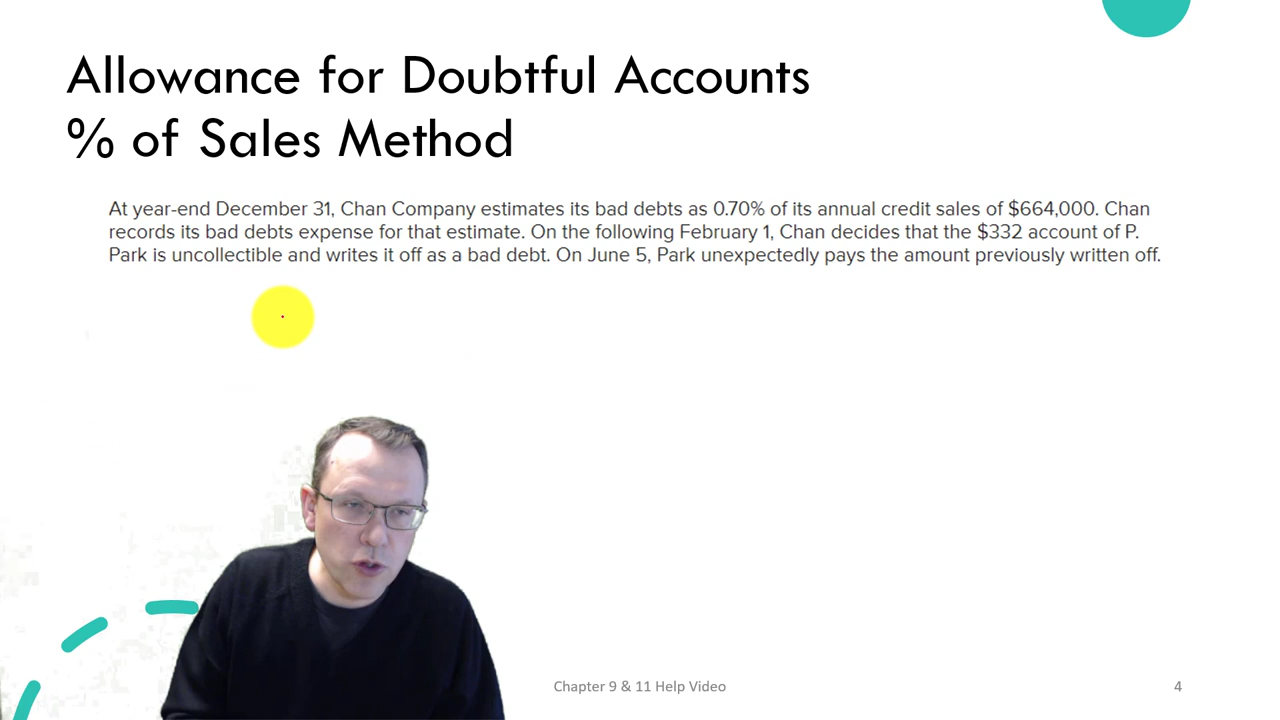 Allowance for Doubtful Accounts
% of Sales Method
At year-end December 31, Chan Company estimates its bad debts as 0.70% of its annual credit sales of $664,000. Chan
records its bad debts expense for that estimate. On the following February 1, Chan decides that the $332 account of P.
Park is uncollectible and writes it off as a bad debt. On June 5, Park unexpectedly pays the amount previously written off.
Chapter 9 & 11 Help Video
4